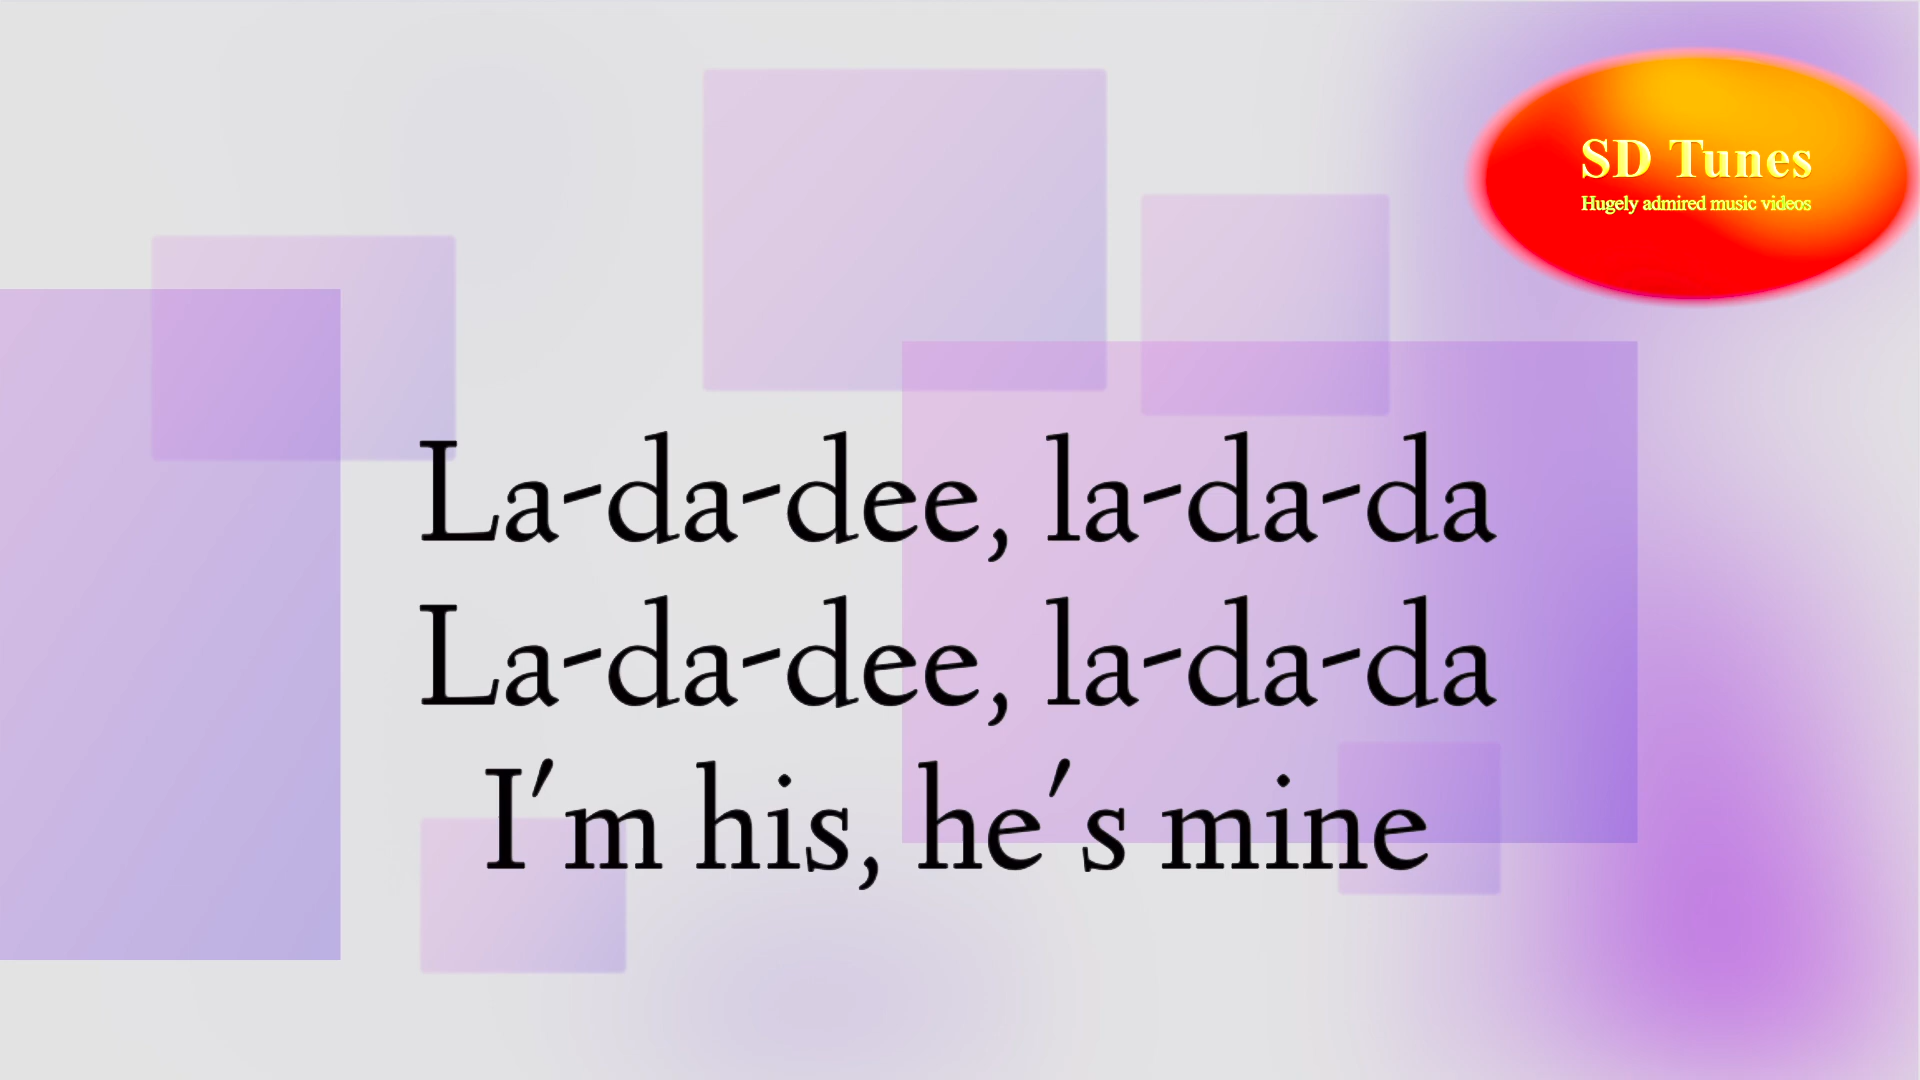 SD Tunes
Hugely admired music videos
La-da-dee, la-da-da
La-da-dee, la-da-da
I'm his, he's mine